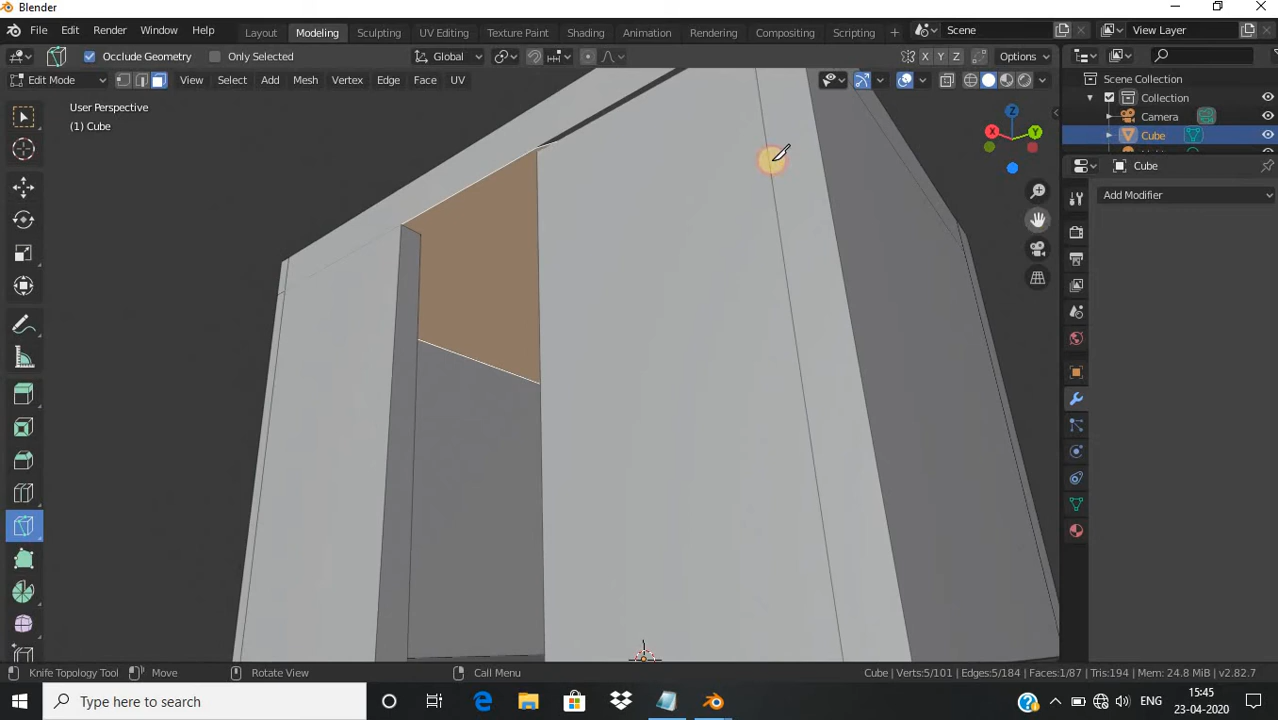 Blender
File Edit Render Window Help Layout Modeling Sculpting UV Editing Texture Paint Shading Animation Rendering Compositing Scripting + Scene View Layer
Occlude Geometry Only Selected Global X Y Z Options
Edit Mode View Select Add Mesh Vertex Edge Face UV
User Perspective
(1) Cube
Scene Collection
Collection
Camera
Cube
Cube
Add Modifier
X Y Z
Knife Topology Tool Move Rotate View Call Menu Cube | Verts:5/101 | Edges:5/184 | Faces:1/87 | Tris:194 | Mem: 24.8 MiB | v2.82.7
Type here to search
ENG
15:45
23-04-2020